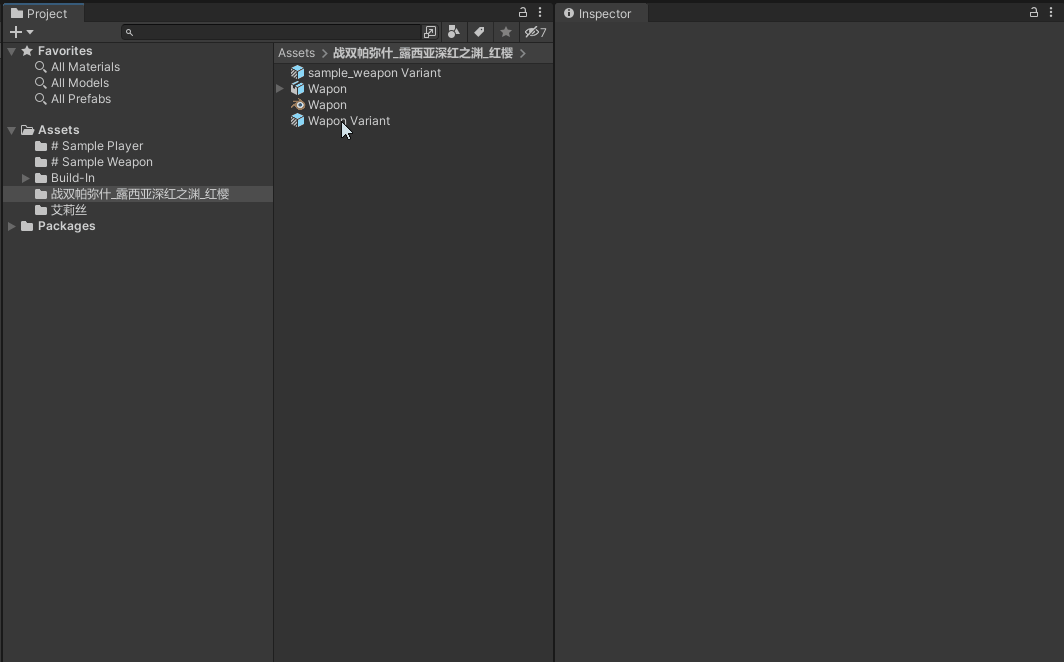 Project
Inspector
7
Favorites
All Materials
All Models
All Prefabs
Assets
# Sample Player
# Sample Weapon
Build-In
战双帕弥什_露西亚深红之渊_红樱
艾莉丝
Packages
Assets > 战双帕弥什_露西亚深红之渊_红樱 >
sample_weapon Variant
Wapon
Wapon
Wapon Variant